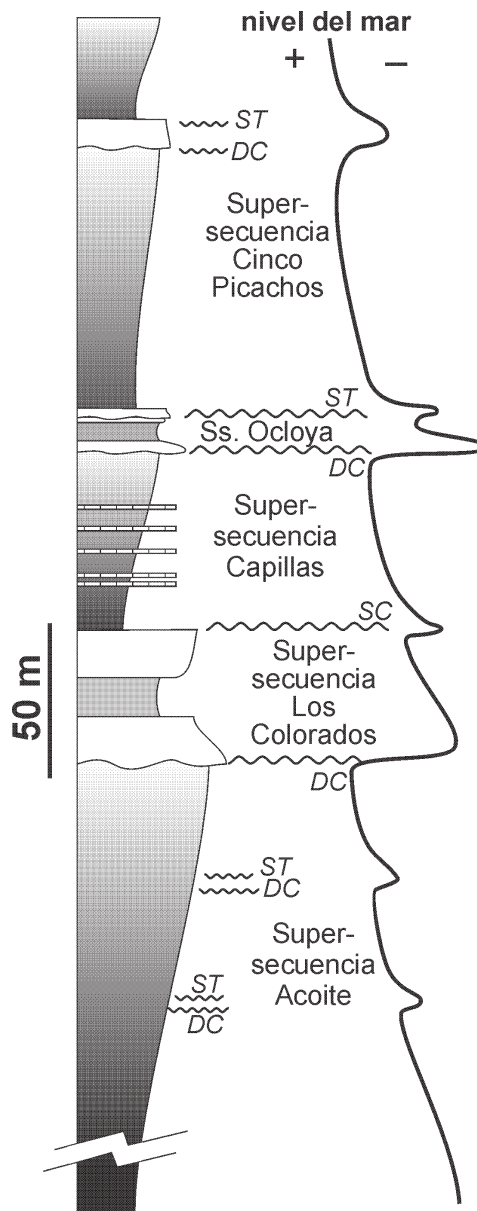 nivel del mar
+ –
ST
DC
Super-
secuencia
Cinco
Picachos
ST
Ss. Ocloya
DC
Super-
secuencia
Capillas
SC
Super-
secuencia
Los
Colorados
DC
50 m
ST
DC
Super-
secuencia
Acoite
ST
DC